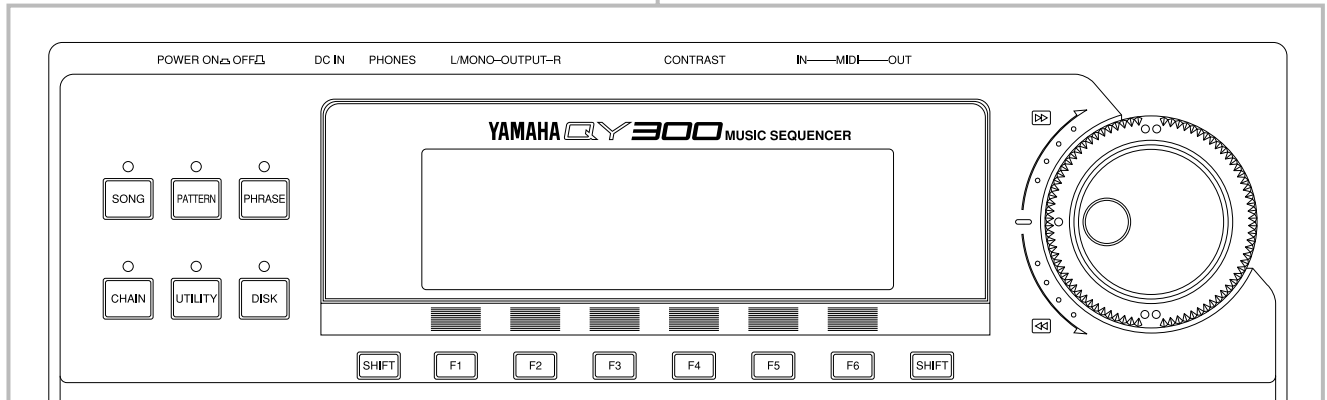 POWER ON OFF DC IN PHONES L/MONO–OUTPUT–R CONTRAST IN MIDI OUT
YAMAHA QY300 MUSIC SEQUENCER
SONG PATTERN PHRASE
CHAIN UTILITY DISK
SHIFT F1 F2 F3 F4 F5 F6 SHIFT